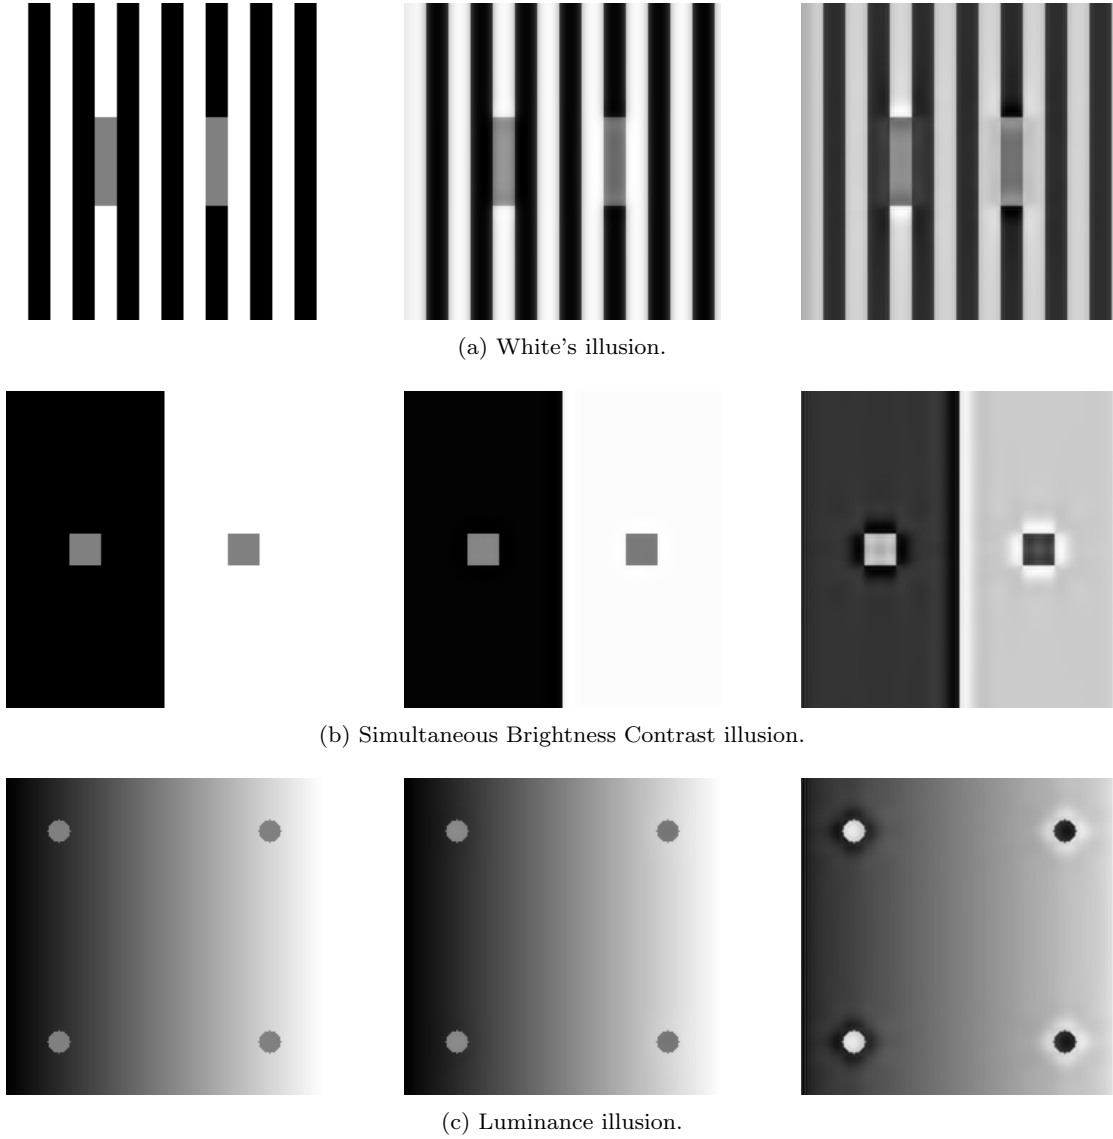 (a) White's illusion.
(b) Simultaneous Brightness Contrast illusion.
(c) Luminance illusion.